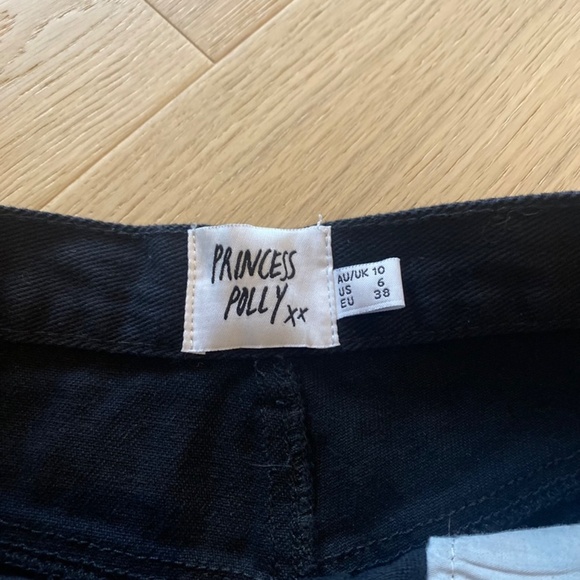 PRINCESS
POLLY xx
AU/UK 10
US 6
EU 38